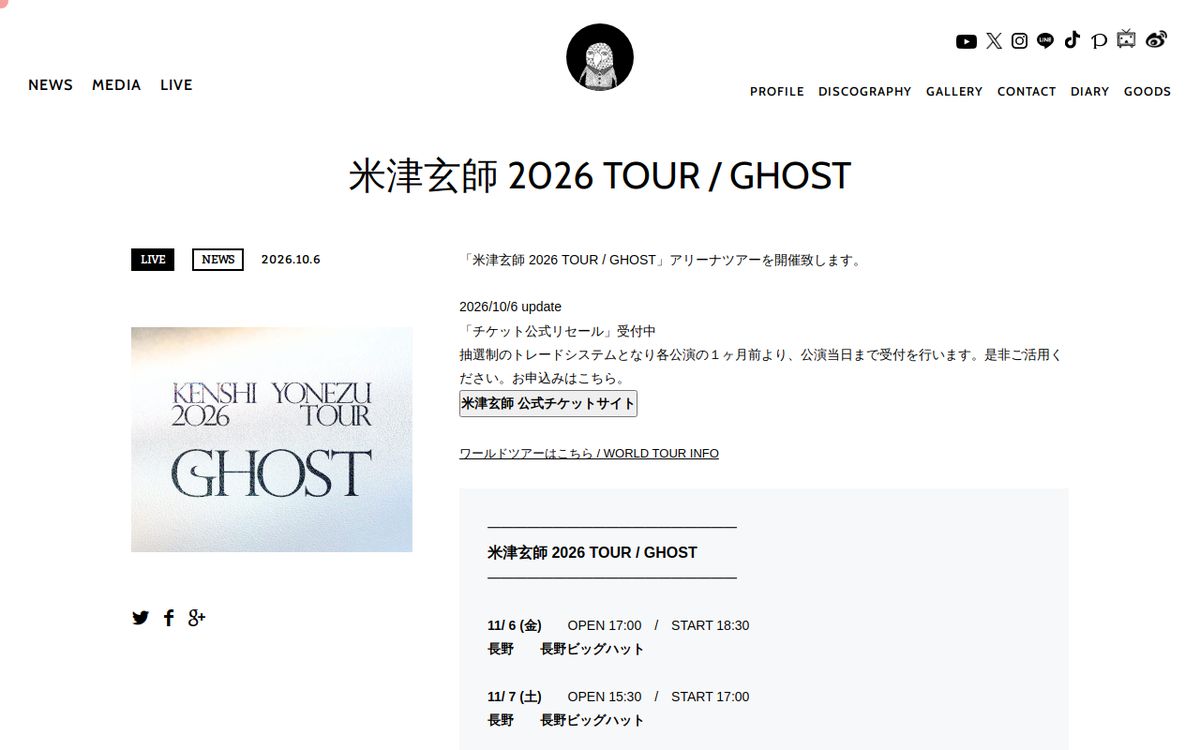 NEWS MEDIA LIVE
LINE
PROFILE DISCOGRAPHY GALLERY CONTACT DIARY GOODS
米津玄師 2026 TOUR / GHOST
LIVE NEWS 2026.10.6
KENSHI YONEZU
2026 TOUR
GHOST
「米津玄師 2026 TOUR / GHOST」アリーナツアーを開催致します。
2026/10/6 update
「チケット公式リセール」受付中
抽選制のトレードシステムとなり各公演の１ヶ月前より、公演当日まで受付を行います。是非ご活用く
ださい。お申込みはこちら。
米津玄師 公式チケットサイト
ワールドツアーはこちら / WORLD TOUR INFO
米津玄師 2026 TOUR / GHOST
11/ 6 (金)　　OPEN 17:00　/　START 18:30
長野　　長野ビッグハット
11/ 7 (土)　　OPEN 15:30　/　START 17:00
長野　　長野ビッグハット